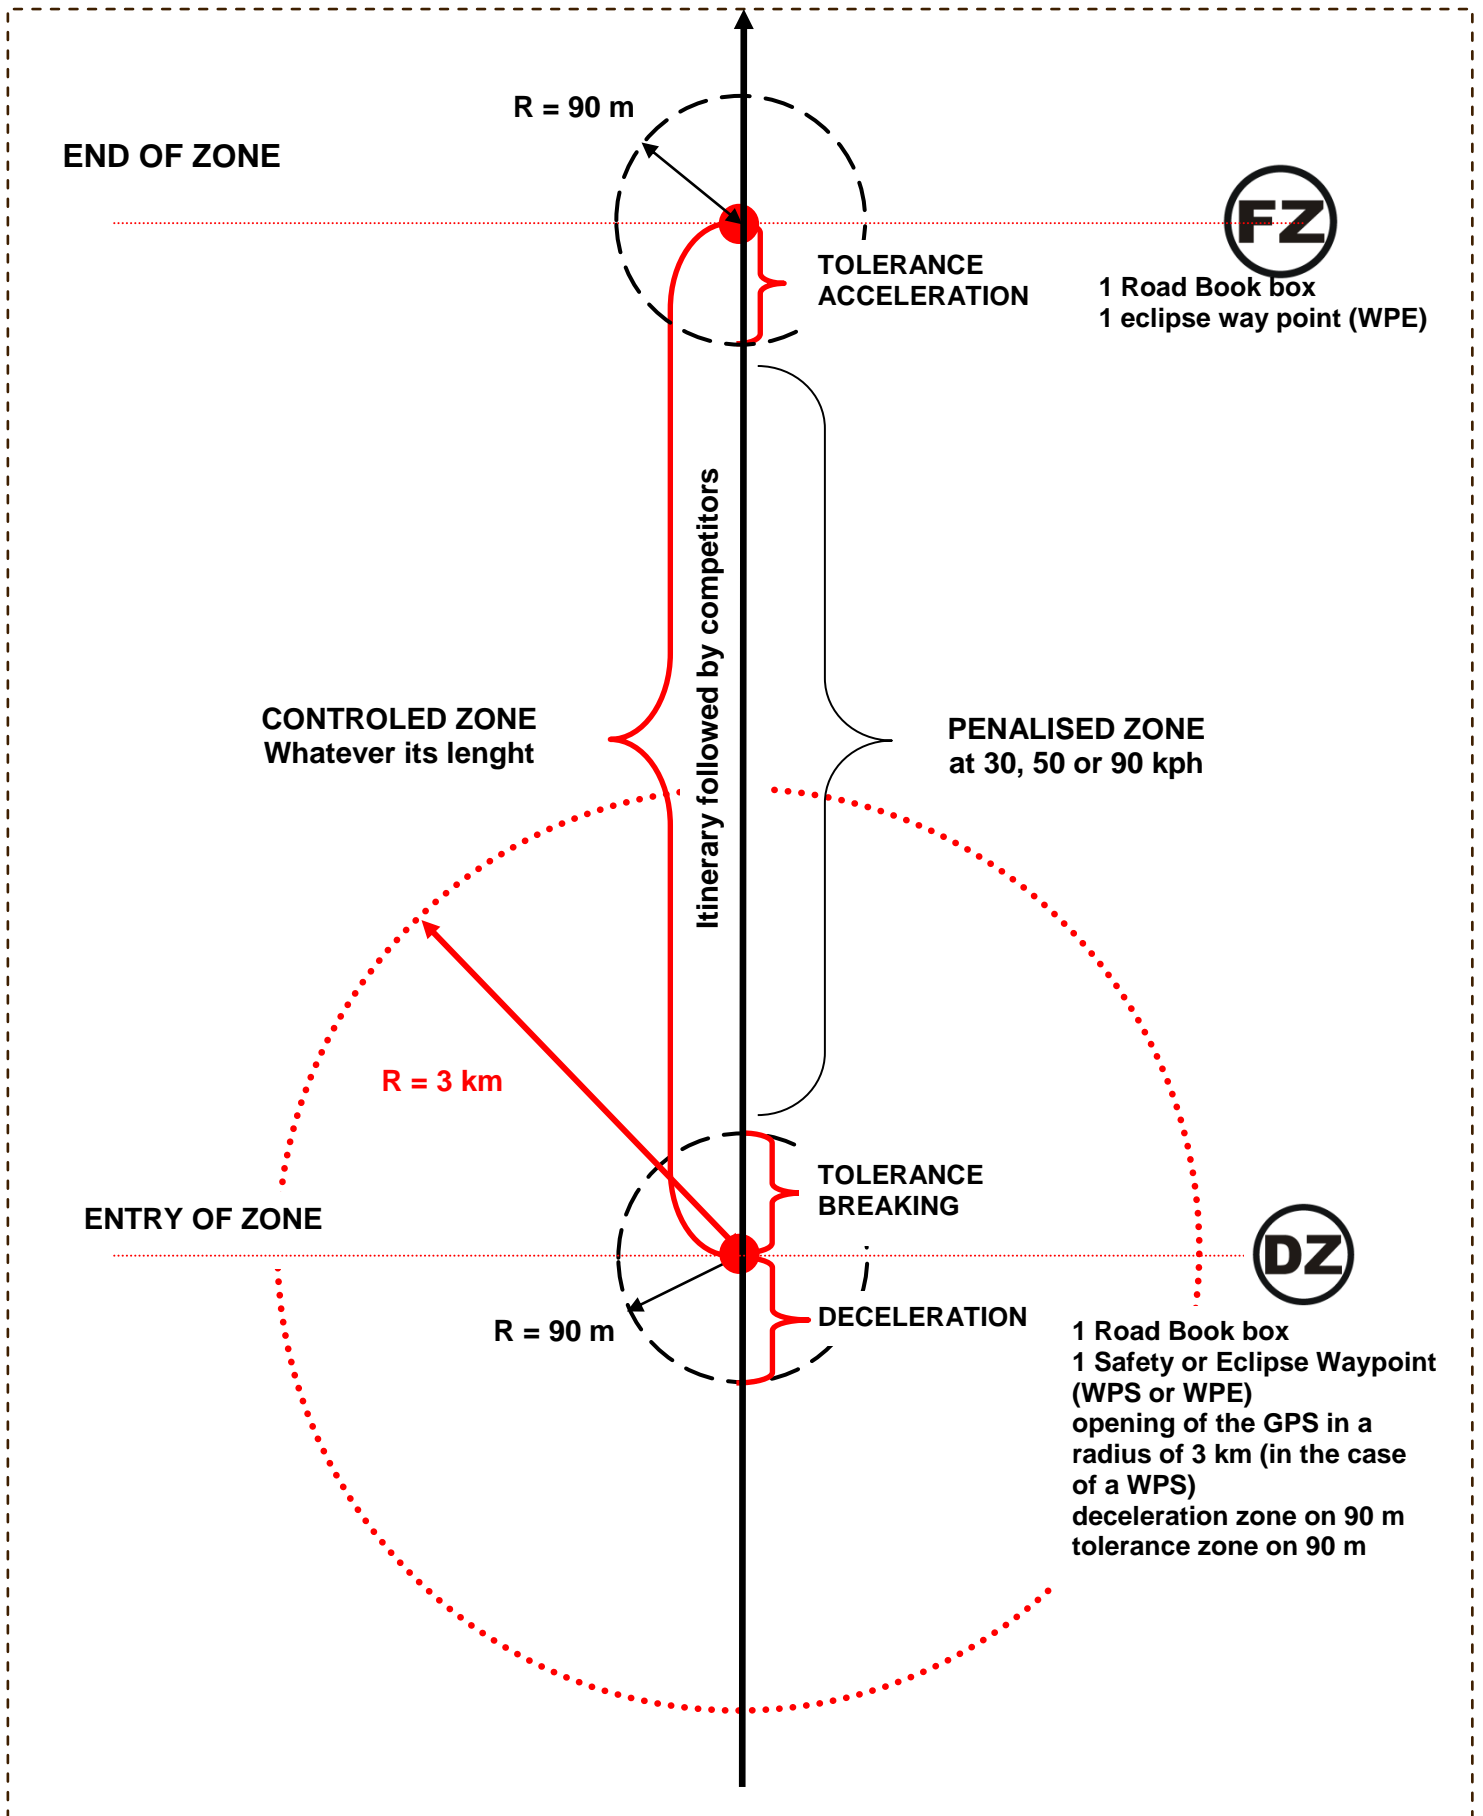 R = 90 m
END OF ZONE
FZ
TOLERANCE
ACCELERATION
1 Road Book box
1 eclipse way point (WPE)
Itinerary followed by competitors
CONTROLED ZONE
Whatever its lenght
PENALISED ZONE
at 30, 50 or 90 kph
R = 3 km
TOLERANCE
BREAKING
ENTRY OF ZONE
DZ
DECELERATION
R = 90 m
1 Road Book box
1 Safety or Eclipse Waypoint
(WPS or WPE)
opening of the GPS in a
radius of 3 km (in the case
of a WPS)
deceleration zone on 90 m
tolerance zone on 90 m